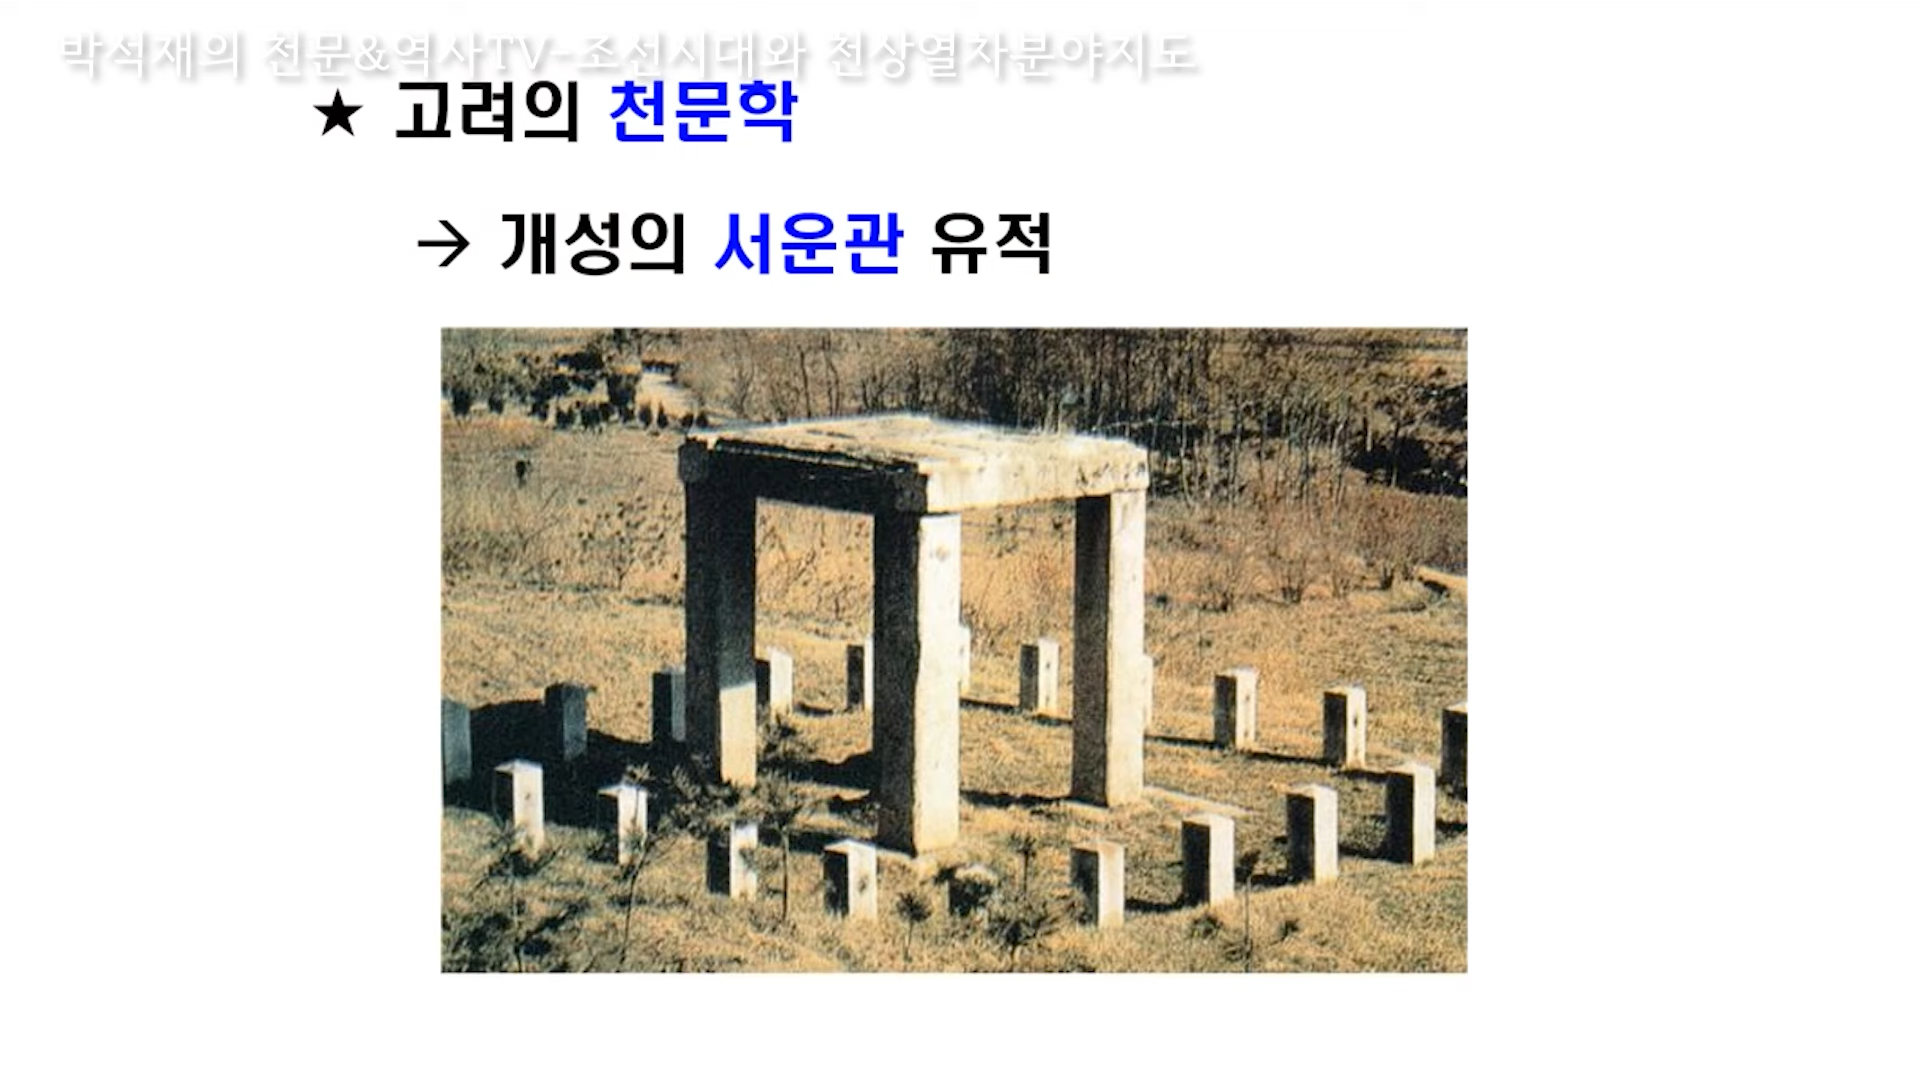 박석재의 천문&역사TV-조선시대와 천상열차분야지도
★ 고려의 천문학
→ 개성의 서운관 유적